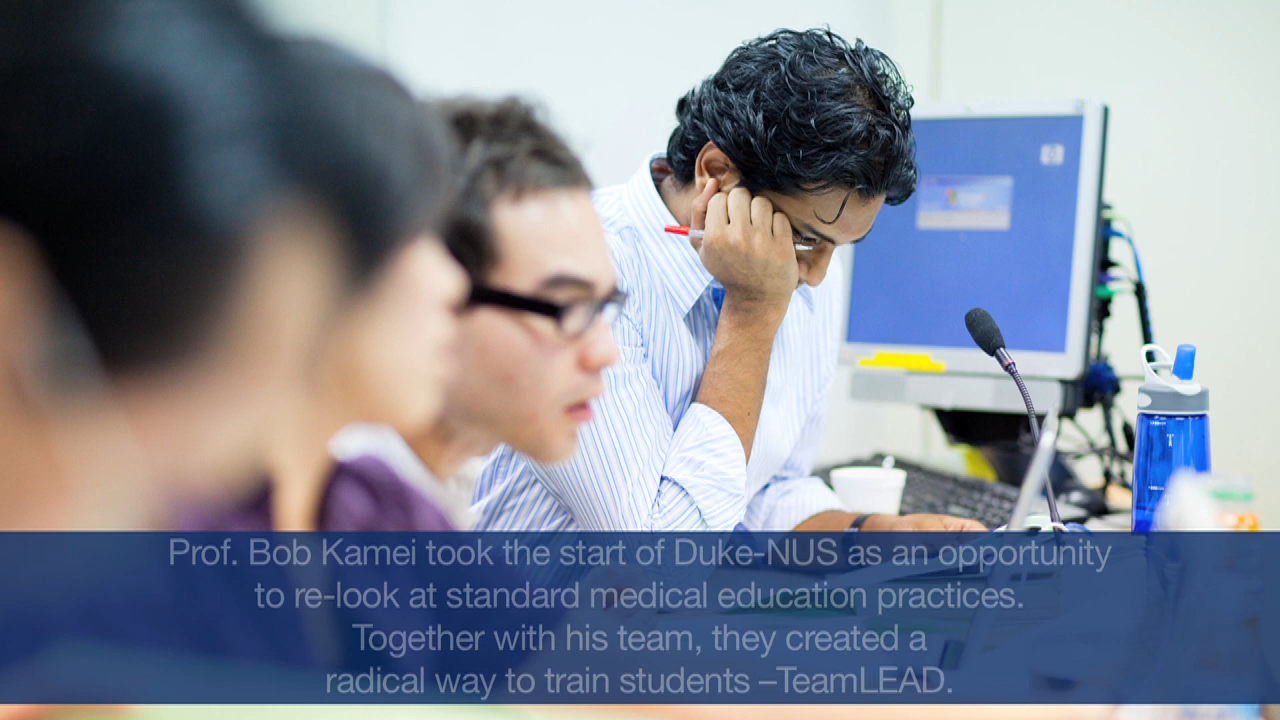 Prof. Bob Kamei took the start of Duke-NUS as an opportunity
to re-look at standard medical education practices.
Together with his team, they created a
radical way to train students –TeamLEAD.